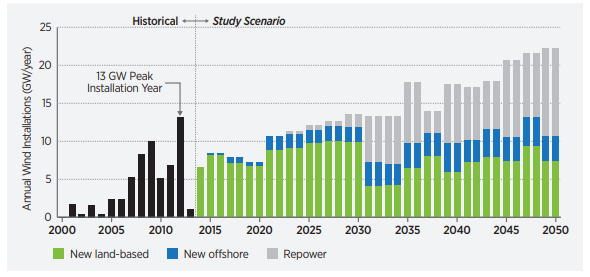 Historical
Study Scenario
25
20
15
10
5
0
Annual Wind Installations (GW/year)
13 GW Peak
Installation Year
2000
2005
2010
2015
2020
2025
2030
2035
2040
2045
2050
New land-based
New offshore
Repower